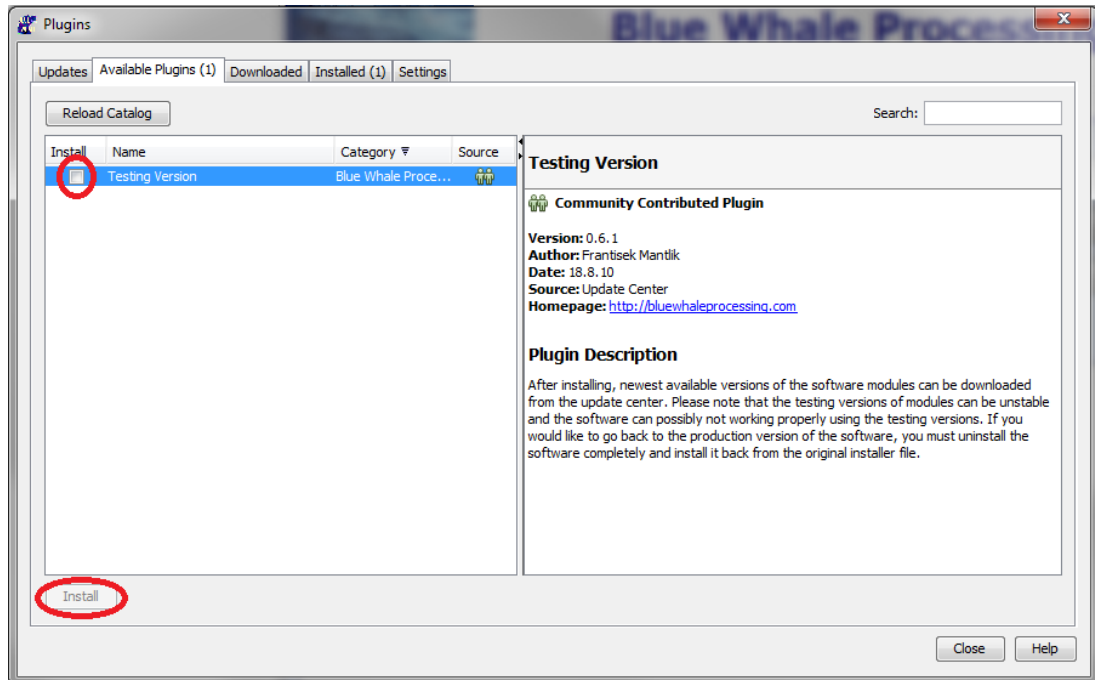 Plugins
Blue Whale Processing
Updates Available Plugins (1) Downloaded Installed (1) Settings
Reload Catalog Search:
Install Name Category Source
Testing Version Blue Whale Proce...
Testing Version
Community Contributed Plugin
Version: 0.6.1
Author: Frantisek Mantlik
Date: 18.8.10
Source: Update Center
Homepage: http://bluewhaleprocessing.com
Plugin Description
After installing, newest available versions of the software modules can be downloaded
from the update center. Please note that the testing versions of modules can be unstable
and the software can possibly not working properly using the testing versions. If you
would like to go back to the production version of the software, you must uninstall the
software completely and install it back from the original installer file.
Install
Close Help